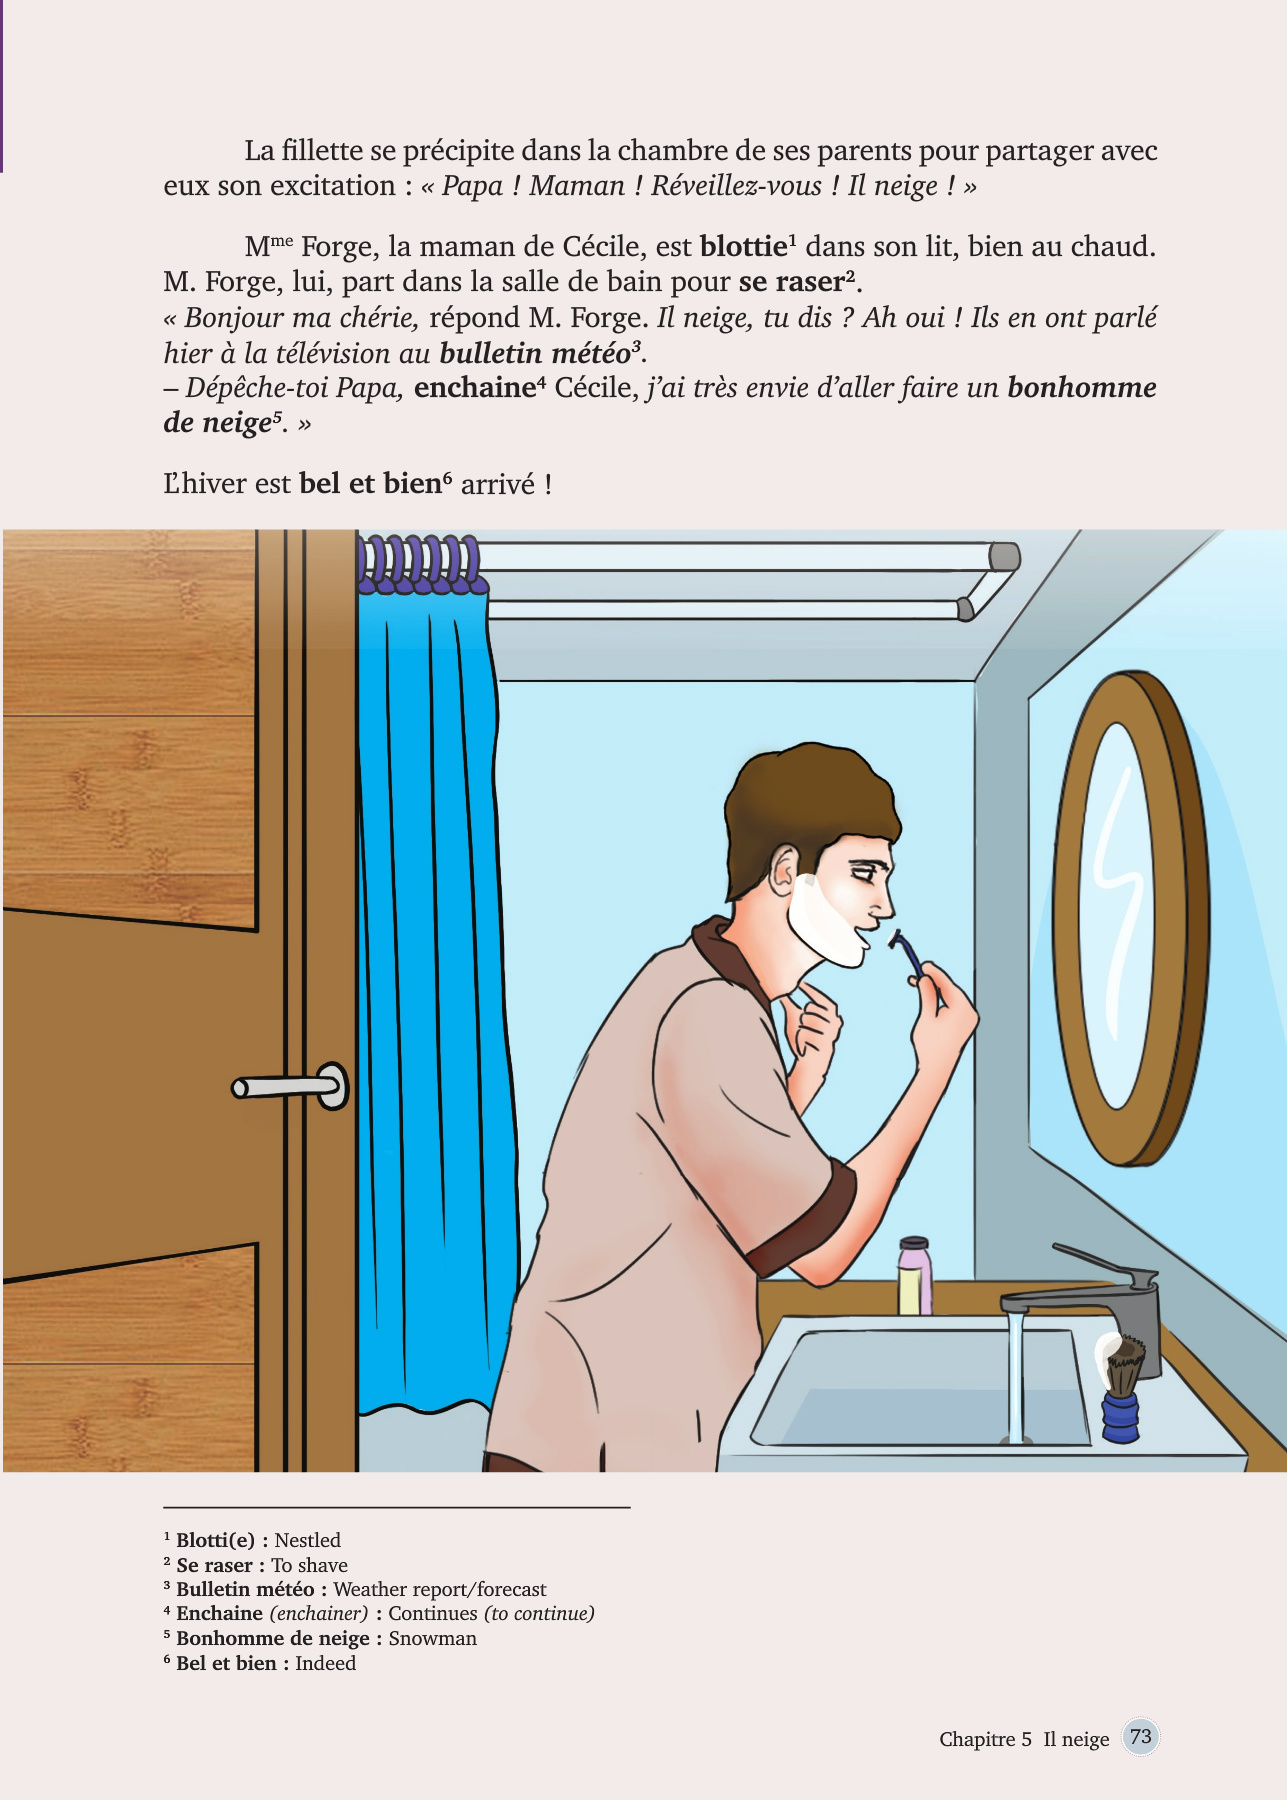 La fillette se précipite dans la chambre de ses parents pour partager avec
eux son excitation : « Papa ! Maman ! Réveillez-vous ! Il neige ! »
Mme Forge, la maman de Cécile, est blottie¹ dans son lit, bien au chaud.
M. Forge, lui, part dans la salle de bain pour se raser².
« Bonjour ma chérie, répond M. Forge. Il neige, tu dis ? Ah oui ! Ils en ont parlé
hier à la télévision au bulletin météo³.
– Dépêche-toi Papa, enchaine⁴ Cécile, j’ai très envie d’aller faire un bonhomme
de neige⁵. »
L’hiver est bel et bien⁶ arrivé !
¹ Blotti(e) : Nestled
² Se raser : To shave
³ Bulletin météo : Weather report/forecast
⁴ Enchaine (enchainer) : Continues (to continue)
⁵ Bonhomme de neige : Snowman
⁶ Bel et bien : Indeed
Chapitre 5 Il neige 73